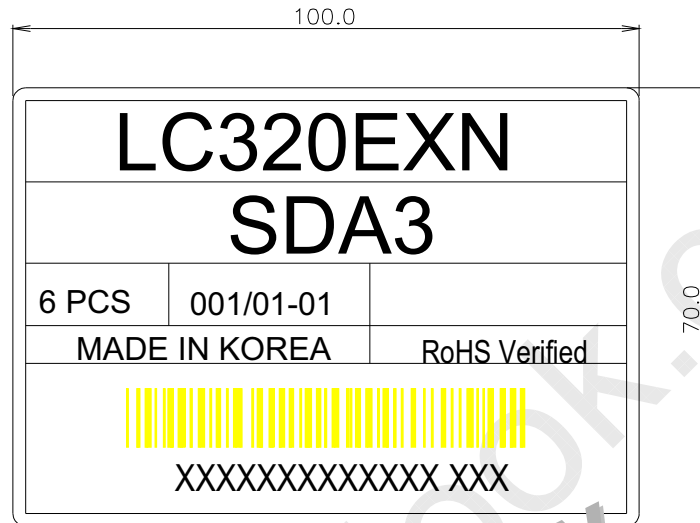 100.0
LC320EXN
SDA3
6 PCS 001/01-01
70.0
MADE IN KOREA RoHS Verified
XXXXXXXXXXXXX XXX